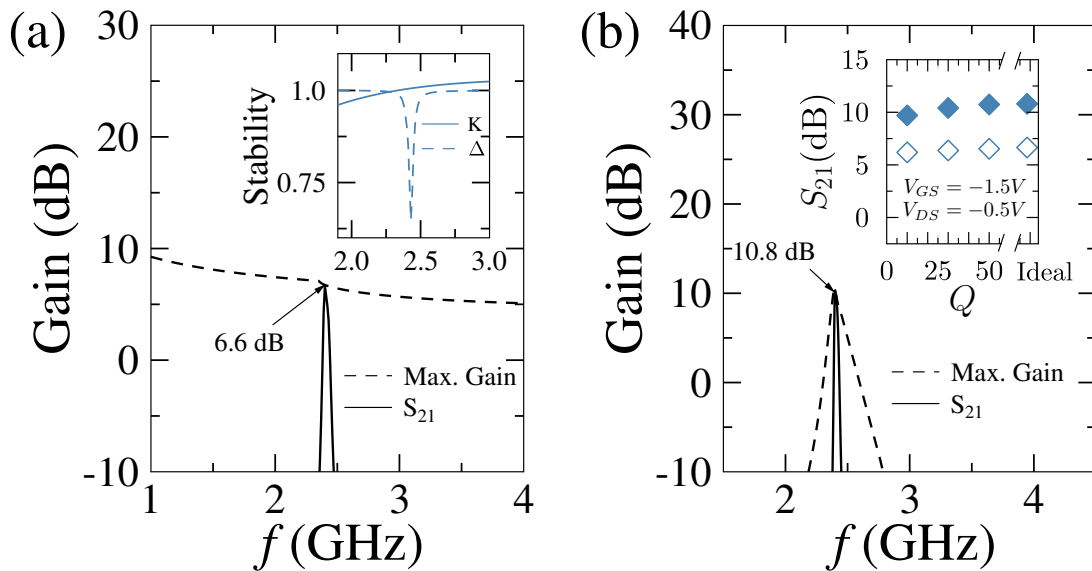 (a)
Gain (dB)
30
20
10
0
-10
1
2
3
4
f (GHz)
6.6 dB
Max. Gain
S21
Stability
1.0
0.75
2.0
2.5
3.0
K
Δ
(b)
Gain (dB)
40
30
20
10
0
-10
2
3
4
f (GHz)
10.8 dB
Max. Gain
S21
S21(dB)
15
10
5
0
VGS = −1.5V
VDS = −0.5V
0
25
50
Ideal
Q